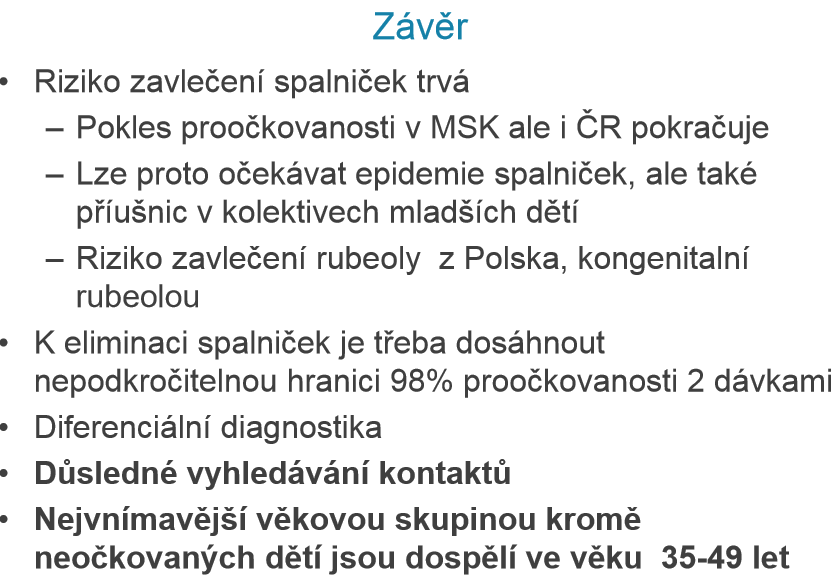 Závěr
• Riziko zavlečení spalniček trvá
– Pokles proočkovanosti v MSK ale i ČR pokračuje
– Lze proto očekávat epidemie spalniček, ale také
příušnic v kolektivech mladších dětí
– Riziko zavlečení rubeoly  z Polska, kongenitalní
rubeolou
• K eliminaci spalniček je třeba dosáhnout
nepodkročitelnou hranici 98% proočkovanosti 2 dávkami
• Diferenciální diagnostika
• Důsledné vyhledávání kontaktů
• Nejvnímavější věkovou skupinou kromě
neočkovaných dětí jsou dospělí ve věku  35-49 let